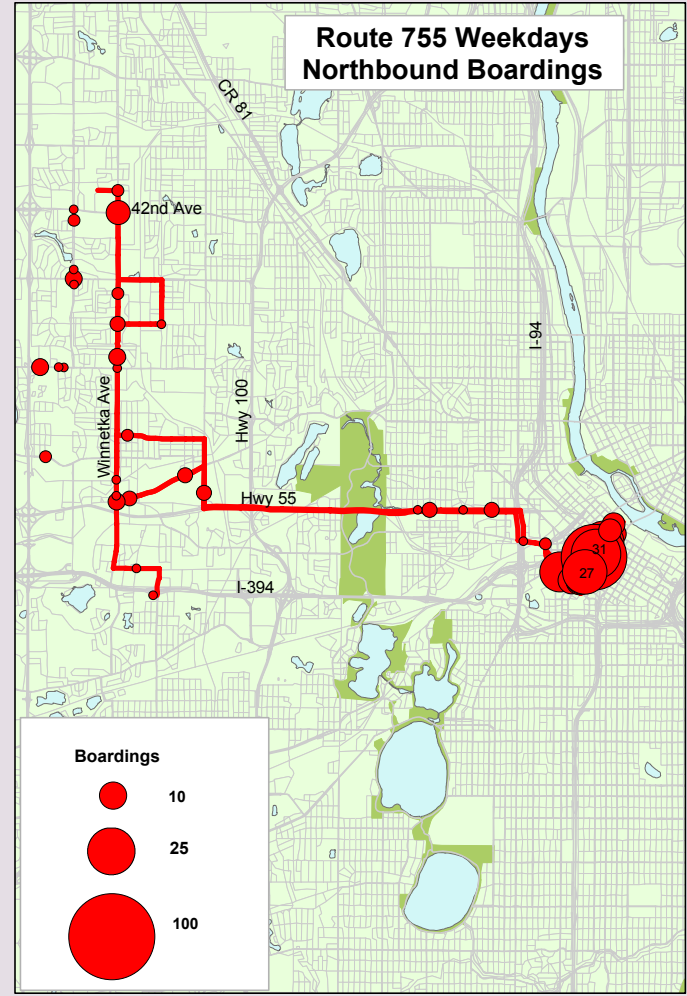 Route 755 Weekdays
Northbound Boardings
CR 81
42nd Ave
I-94
Winnetka Ave
Hwy 100
Hwy 55
31
27
I-394
Boardings
10
25
100